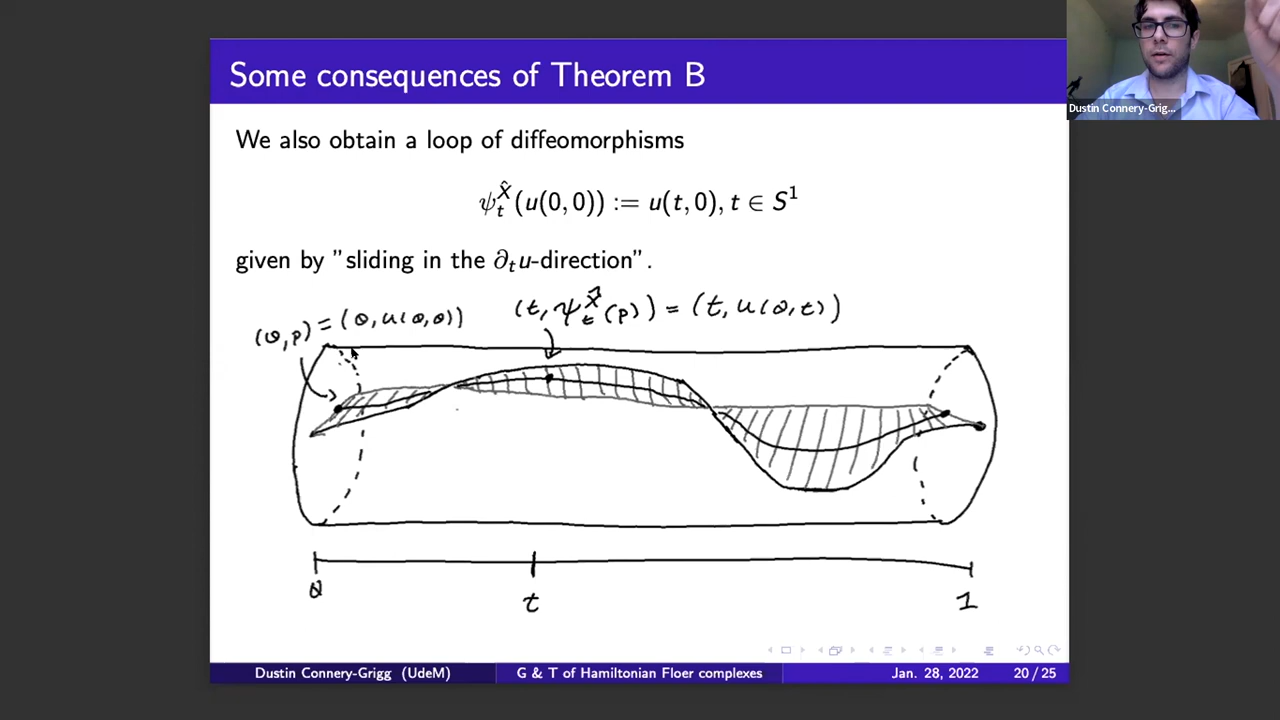 Some consequences of Theorem B
Dustin Connery-Grig...
We also obtain a loop of diffeomorphisms
ψ_t^X̂(u(0, 0)) := u(t, 0), t ∈ S¹
given by "sliding in the ∂ₜu-direction".
(0,p) = (0,u(0,0))
(t, ψ_t^X̂(p)) = (t, u(0,t))
0
t
1
Dustin Connery-Grigg (UdeM)
G & T of Hamiltonian Floer complexes
Jan. 28, 2022
20 / 25